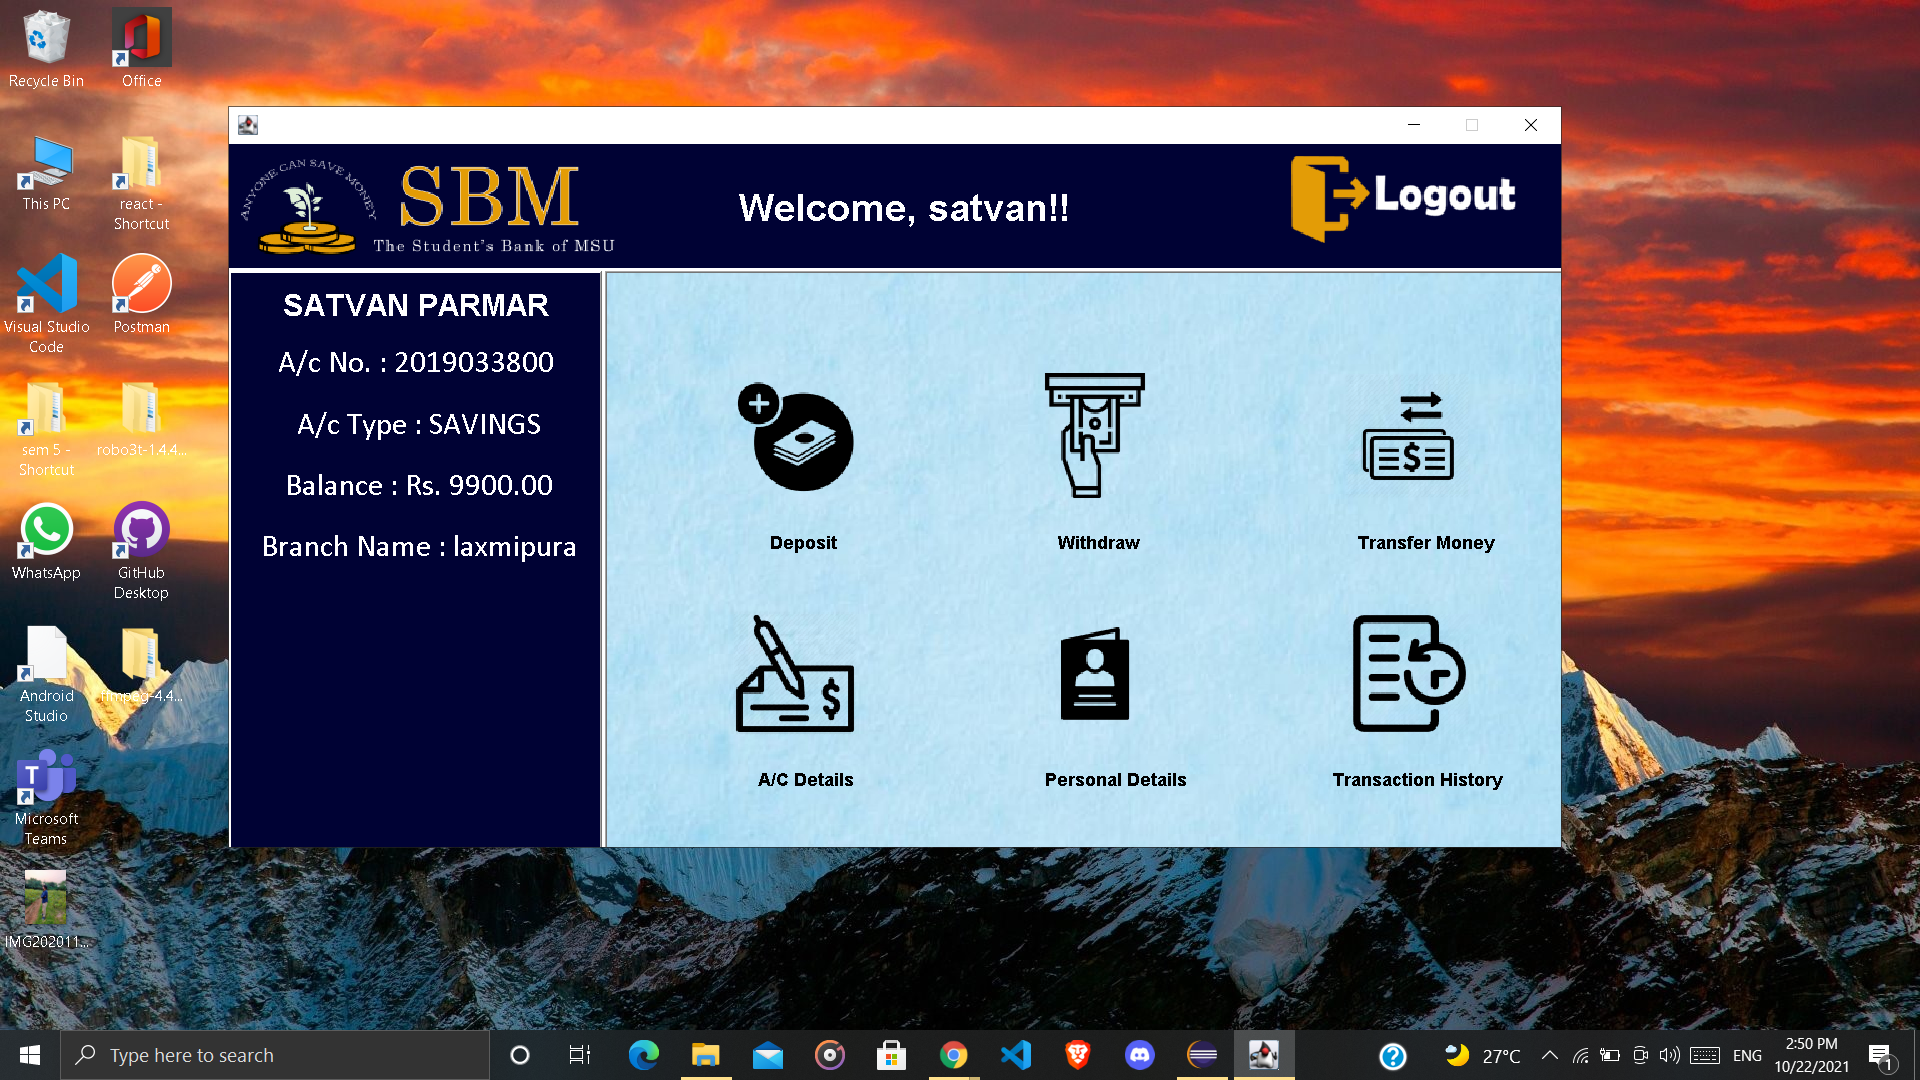 Recycle Bin
Office
This PC
react -
Shortcut
Visual Studio
Code
Postman
sem 5 -
Shortcut
robo3t-1.4.4...
WhatsApp
GitHub
Desktop
Android
Studio
ffmpeg-4.4...
Microsoft
Teams
IMG202011...
ANYONE CAN SAVE MONEY
SBM
The Student's Bank of MSU
Welcome, satvan!!
Logout
SATVAN PARMAR
A/c No. : 2019033800
A/c Type : SAVINGS
Balance : Rs. 9900.00
Branch Name : laxmipura
Deposit
Withdraw
Transfer Money
A/C Details
Personal Details
Transaction History
Type here to search
27°C
ENG
2:50 PM
10/22/2021
1